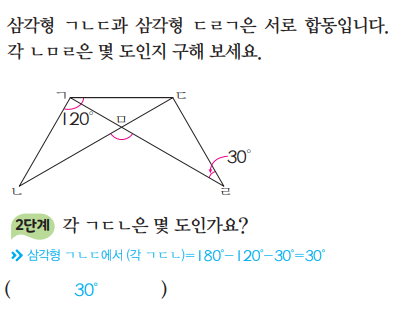 삼각형 ㄱㄴㄷ과 삼각형 ㄷㄹㄱ은 서로 합동입니다.
각 ㄴㅁㄹ은 몇 도인지 구해 보세요.
ㄱ ㄷ
120° ㅁ
30°
ㄴ ㄹ
2단계 각 ㄱㄷㄴ은 몇 도인가요?
삼각형 ㄱㄴㄷ에서 (각 ㄱㄷㄴ)=180°-120°-30°=30°
( 30° )